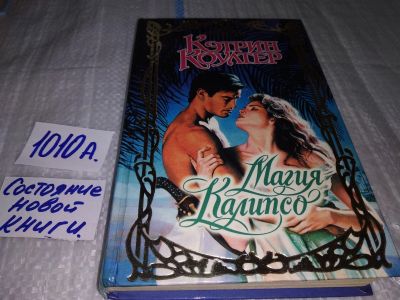 Кэтрин
Коултер
1010А.
Состояние
новой
книги.
Магия
Калипсо